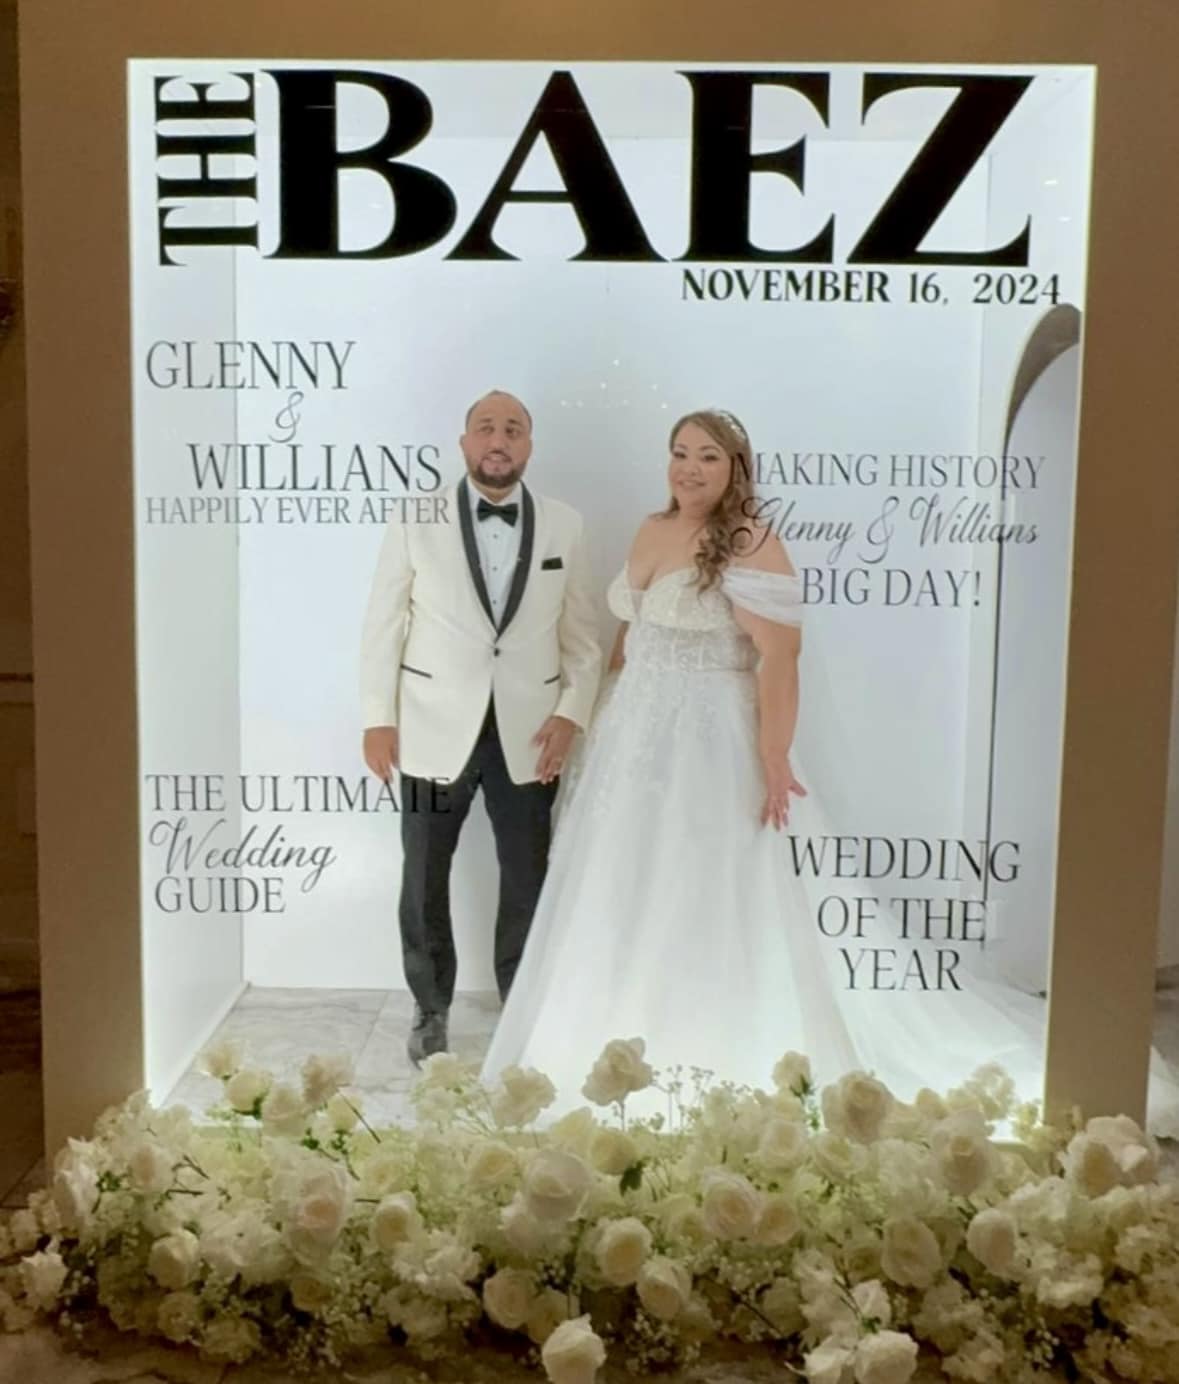 THE BAEZ
NOVEMBER 16, 2024
GLENNY
&
WILLIANS
HAPPILY EVER AFTER
MAKING HISTORY
Glenny & Willians
BIG DAY!
THE ULTIMATE
Wedding
GUIDE
WEDDING
OF THE
YEAR